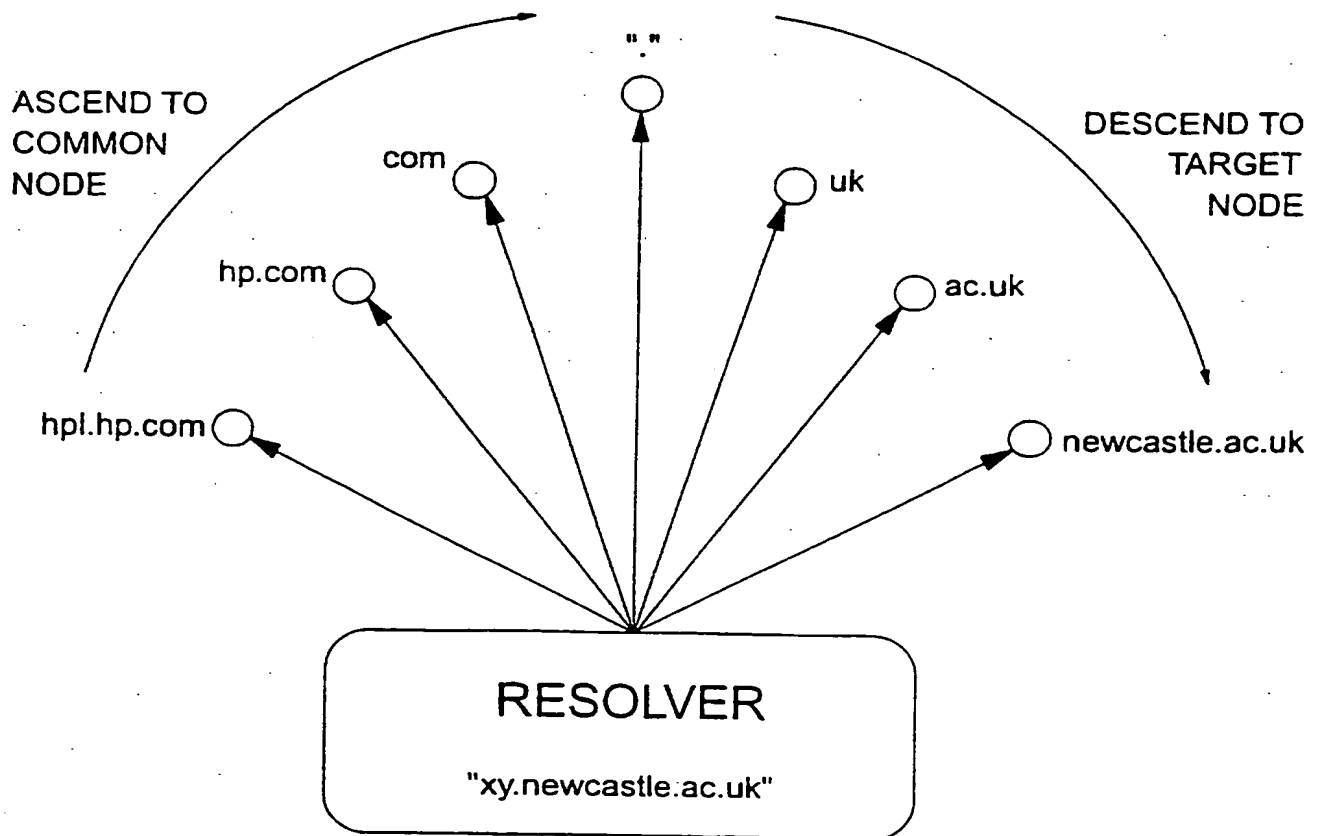 "."
ASCEND TO
COMMON
NODE
DESCEND TO
TARGET
NODE
com
uk
hp.com
ac.uk
hpl.hp.com
newcastle.ac.uk
RESOLVER
"xy.newcastle.ac.uk"